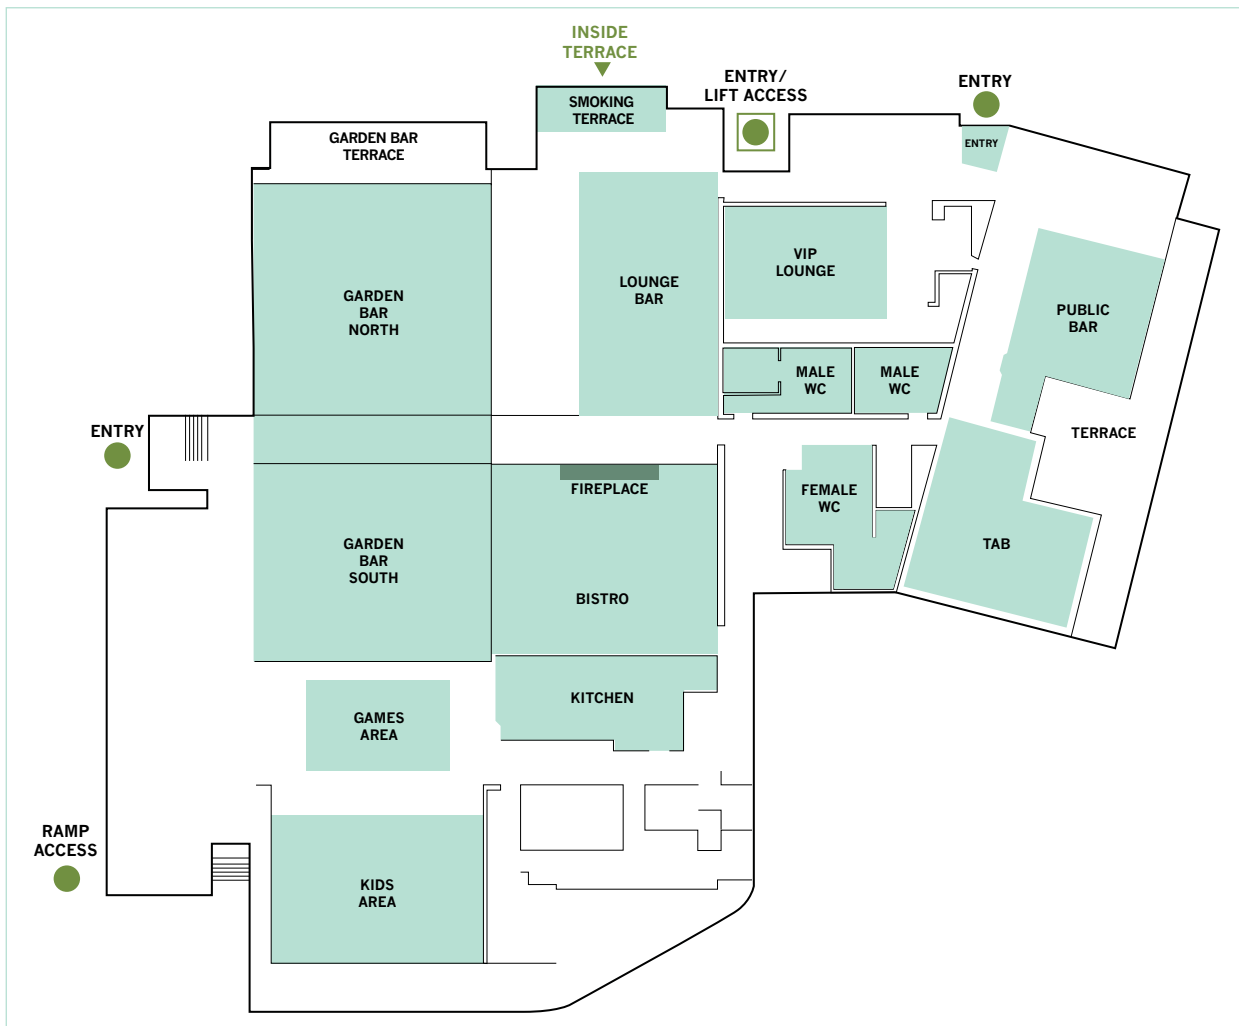 INSIDE
TERRACE
ENTRY/
LIFT ACCESS
ENTRY
SMOKING
TERRACE
GARDEN BAR
TERRACE
ENTRY
VIP
LOUNGE
LOUNGE
BAR
GARDEN
BAR
NORTH
PUBLIC
BAR
MALE
WC
MALE
WC
ENTRY
TERRACE
FIREPLACE
FEMALE
WC
GARDEN
BAR
SOUTH
TAB
BISTRO
KITCHEN
GAMES
AREA
RAMP
ACCESS
KIDS
AREA